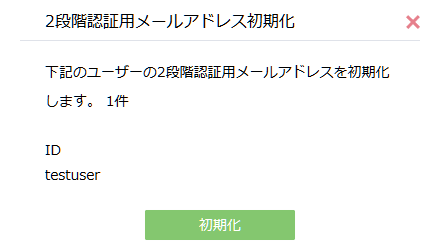 2段階認証用メールアドレス初期化
下記のユーザーの2段階認証用メールアドレスを初期化
します。 1件
ID
testuser
初期化